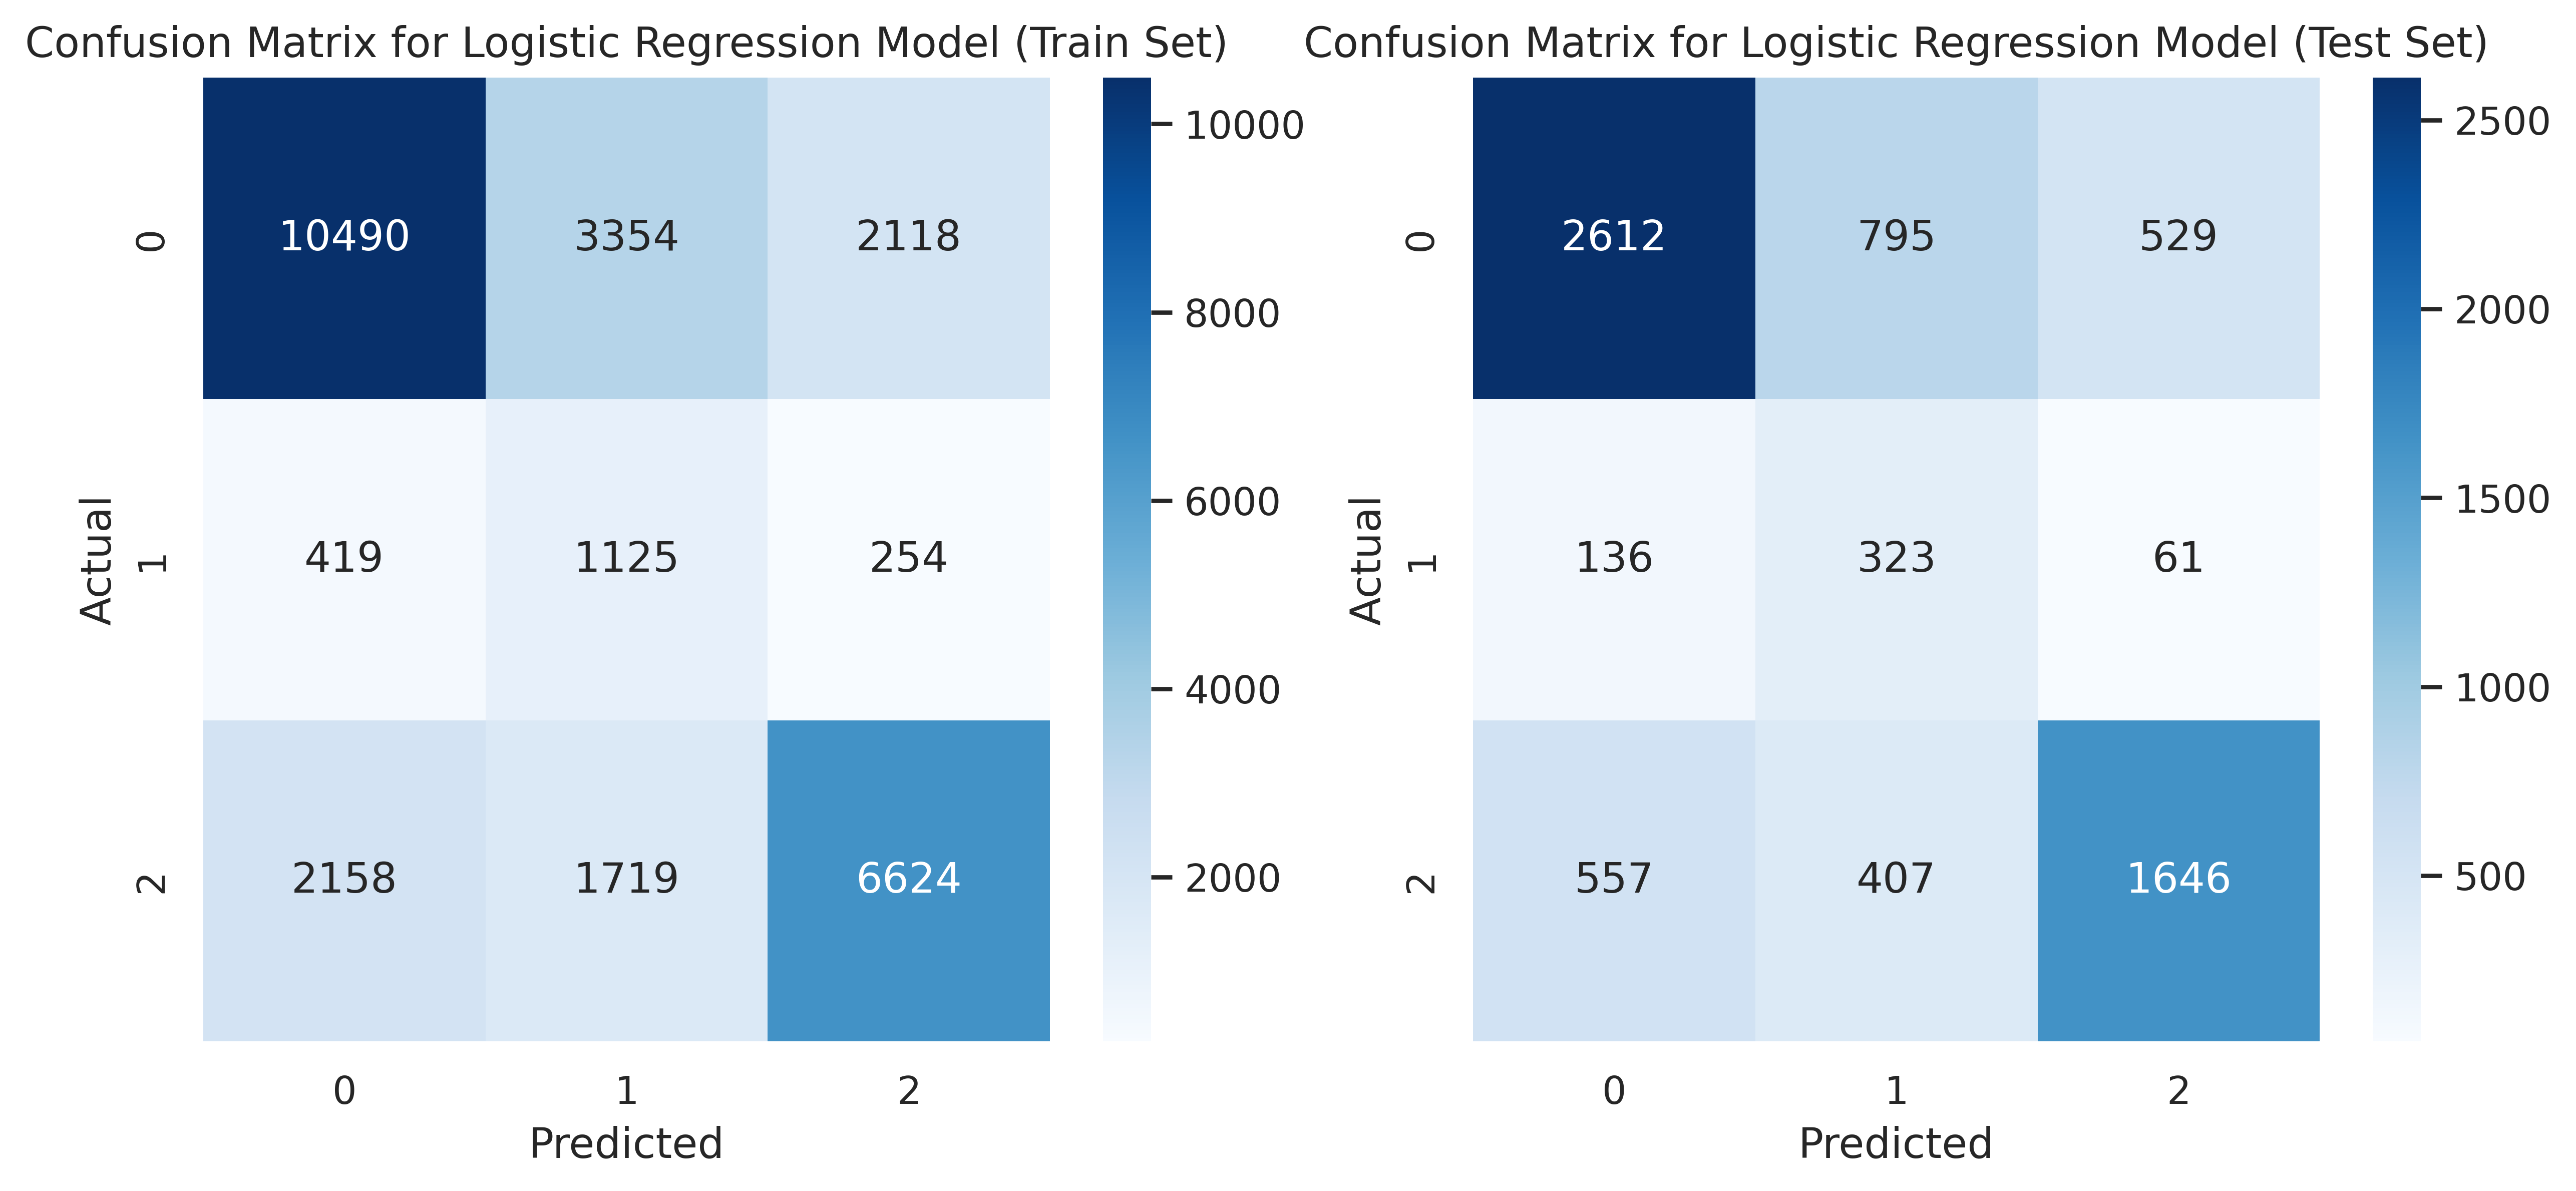 Confusion Matrix for Logistic Regression Model (Train Set)
10490 3354 2118
419 1125 254
2158 1719 6624
0
1
2
Actual
0 1 2
Predicted
10000
8000
6000
4000
2000
Confusion Matrix for Logistic Regression Model (Test Set)
2612 795 529
136 323 61
557 407 1646
0
1
2
Actual
0 1 2
Predicted
2500
2000
1500
1000
500